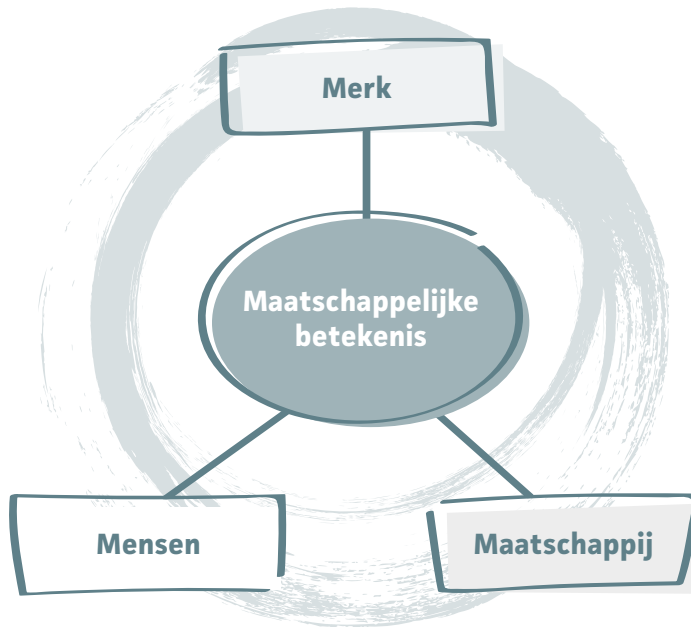 Merk
Maatschappelijke
betekenis
Mensen
Maatschappij